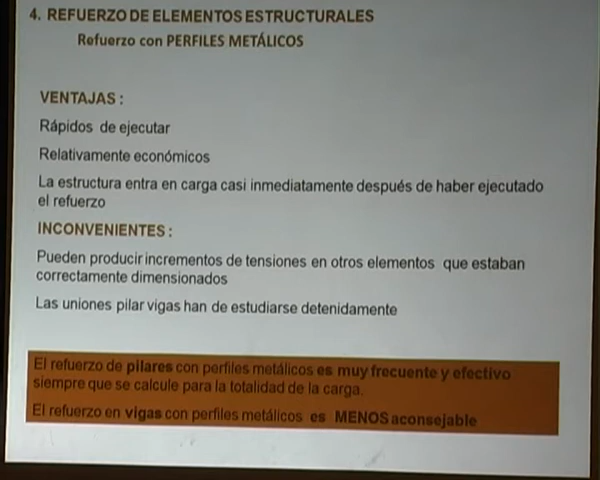 4. REFUERZO DE ELEMENTOS ESTRUCTURALES
Refuerzo con PERFILES METÁLICOS
VENTAJAS :
Rápidos de ejecutar
Relativamente económicos
La estructura entra en carga casi inmediatamente después de haber ejecutado
el refuerzo
INCONVENIENTES :
Pueden producir incrementos de tensiones en otros elementos que estaban
correctamente dimensionados
Las uniones pilar vigas han de estudiarse detenidamente
El refuerzo de pilares con perfiles metálicos es muy frecuente y efectivo
siempre que se calcule para la totalidad de la carga.
El refuerzo en vigas con perfiles metálicos es MENOS aconsejable